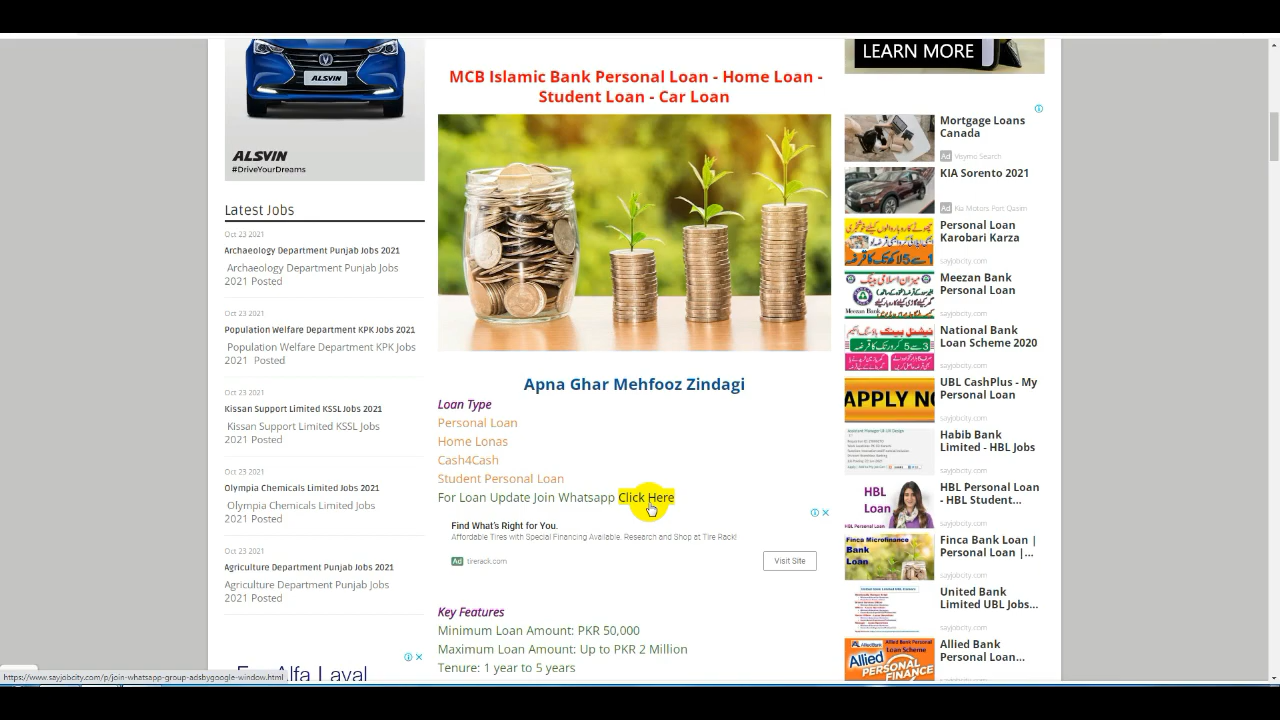 ALSVIN
ALSVIN
#DriveYourDreams
Latest Jobs
Oct 23 2021
Archaeology Department Punjab Jobs 2021
Archaeology Department Punjab Jobs
2021 Posted
Oct 23 2021
Population Welfare Department KPK Jobs 2021
Population Welfare Department KPK Jobs
2021 Posted
Oct 23 2021
Kissan Support Limited KSSL Jobs 2021
Kissan Support Limited KSSL Jobs
2021 Posted
Oct 23 2021
Olympia Chemicals Limited Jobs 2021
Olympia Chemicals Limited Jobs
2021 Posted
Oct 23 2021
Agriculture Department Punjab Jobs 2021
Agriculture Department Punjab Jobs
2021 Posted
Alfa Laval
https://www.sayjobcity.com/p/join-whatsapp-group-adsbygoogle-window.html
MCB Islamic Bank Personal Loan - Home Loan -
Student Loan - Car Loan
Apna Ghar Mehfooz Zindagi
Loan Type
Personal Loan
Home Lonas
Cash4Cash
Student Personal Loan
For Loan Update Join Whatsapp Click Here
Find What's Right for You.
Affordable Tires with Special Financing Available. Research and Shop at Tire Rack!
Ad tirerack.com
Visit Site
Key Features
Minimum Loan Amount: PKR 50,000
Maximum Loan Amount: Up to PKR 2 Million
Tenure: 1 year to 5 years
LEARN MORE
Mortgage Loans
Canada
Ad Visymo Search
KIA Sorento 2021
Ad Kia Motors Port Qasim
Personal Loan
Karobari Karza
sayjobcity.com
Meezan Bank
Meezan Bank
Personal Loan
sayjobcity.com
National Bank
Loan Scheme 2020
sayjobcity.com
APPLY NO
UBL CashPlus - My
Personal Loan
sayjobcity.com
Habib Bank
Limited - HBL Jobs
sayjobcity.com
HBL
Loan
HBL Personal Loan
HBL Personal Loan
- HBL Student...
sayjobcity.com
Finca Microfinance
Bank
Loan
Finca Bank Loan |
Personal Loan |...
sayjobcity.com
United Bank
Limited UBL Jobs...
sayjobcity.com
Allied
PERSONAL
FINANCE
Allied Bank
Personal Loan...